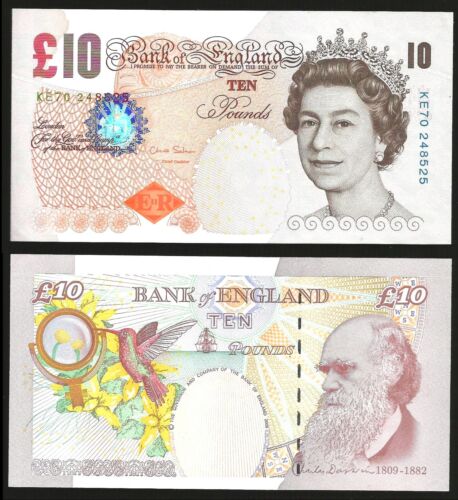 £10
Bank of England
10
I PROMISE TO PAY THE BEARER ON DEMAND THE SUM OF
TEN
Pounds
KE70 248525
KE70 248525
London
For the Govr. and Compa.
of the BANK of ENGLAND
Chief Cashier
E II R
£10
BANK of ENGLAND
£10
TEN
POUNDS
© THE GOVERNOR AND COMPANY OF THE BANK OF ENGLAND
Charles Darwin 1809-1882